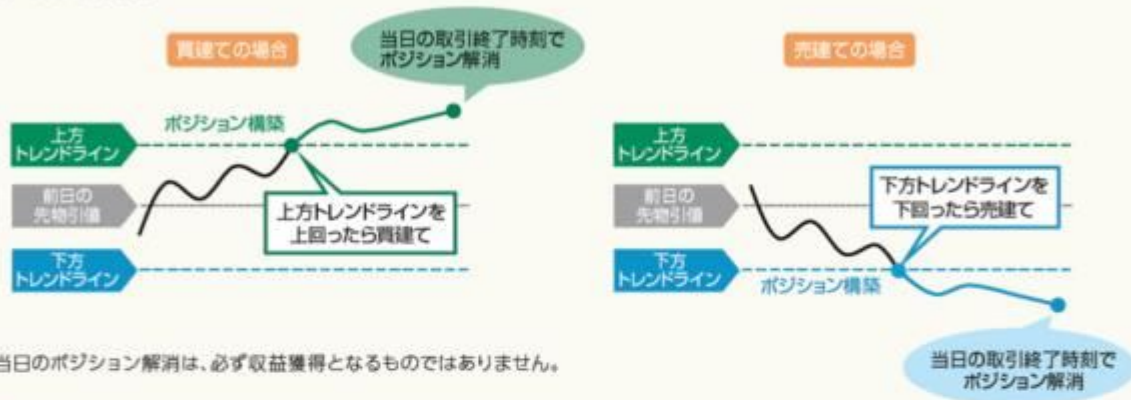 買建ての場合
当日の取引終了時刻で
ポジション解消
ポジション構築
上方
トレンドライン
前日の
先物引値
下方
トレンドライン
上方トレンドラインを
上回ったら買建て
売建ての場合
上方
トレンドライン
前日の
先物引値
下方
トレンドライン
下方トレンドラインを
下回ったら売建て
ポジション構築
当日の取引終了時刻で
ポジション解消
当日のポジション解消は、必ず収益獲得となるものではありません。